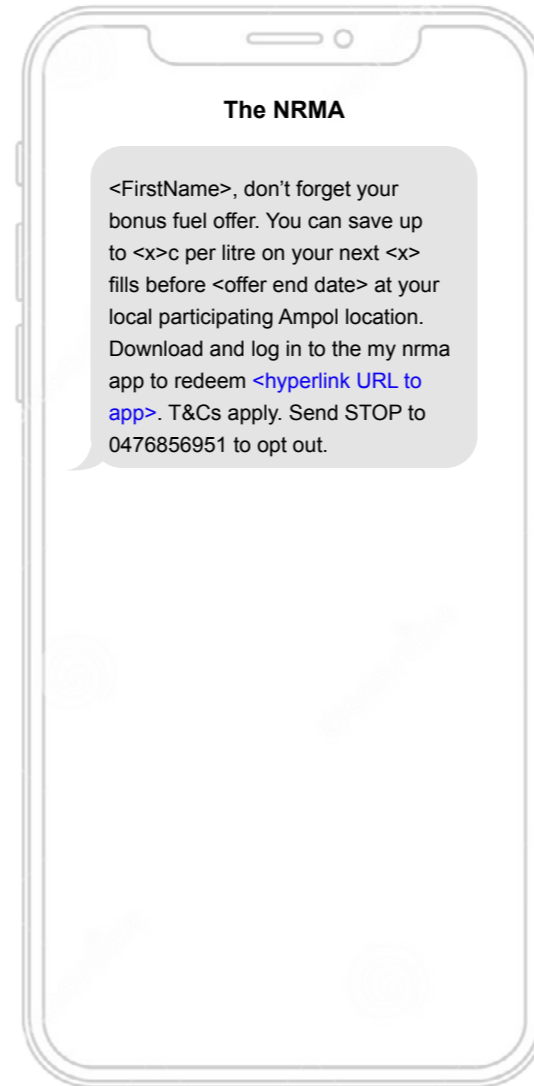 The NRMA
<FirstName>, don’t forget your
bonus fuel offer. You can save up
to <x>c per litre on your next <x>
fills before <offer end date> at your
local participating Ampol location.
Download and log in to the my nrma
app to redeem <hyperlink URL to
app>. T&Cs apply. Send STOP to
0476856951 to opt out.